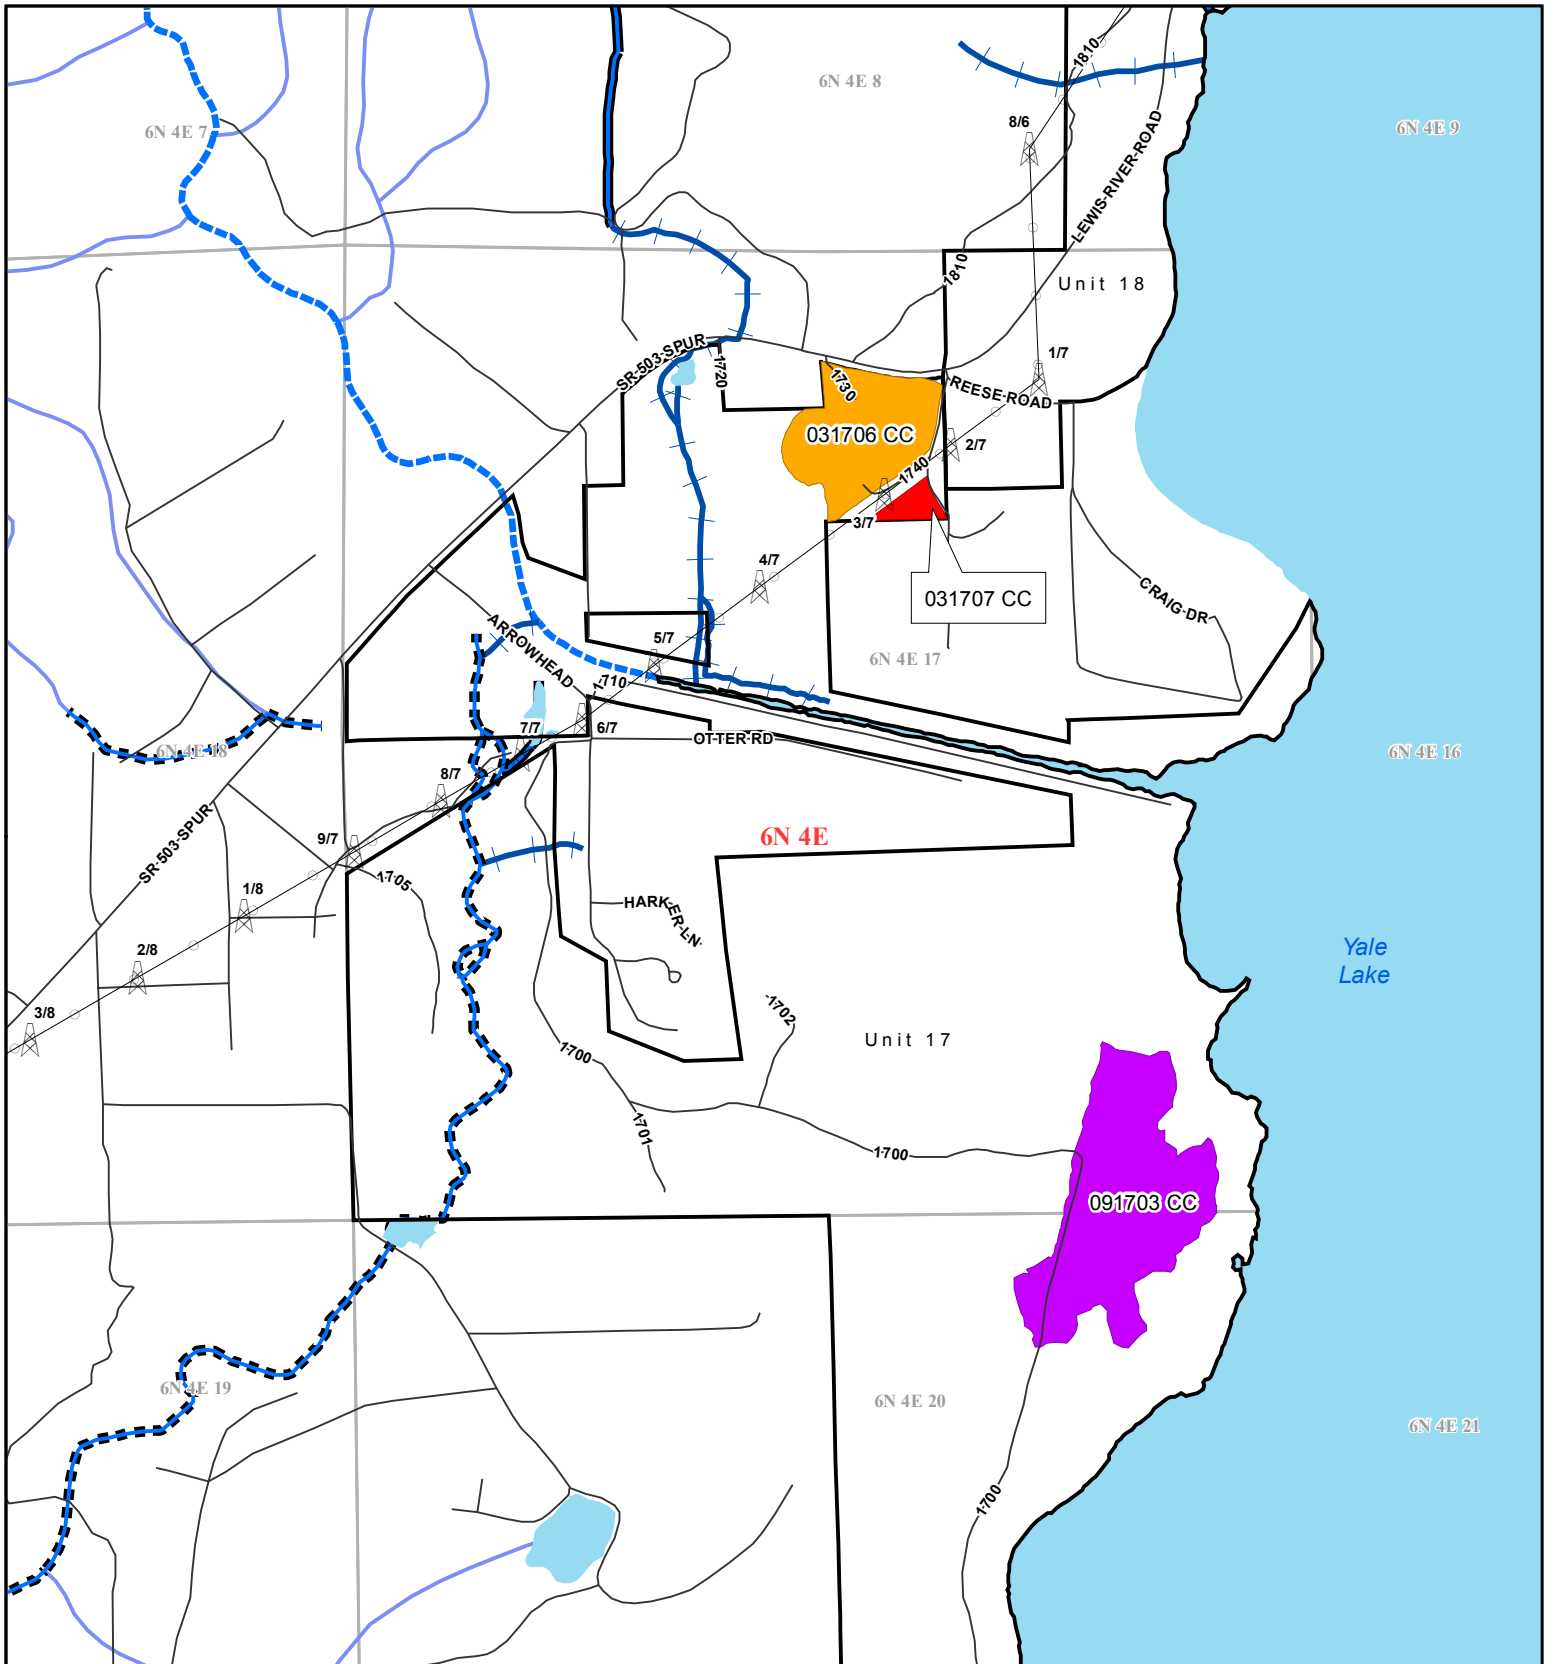 1810
6N 4E 8
8/6
6N 4E 9
6N 4E 7
LEWIS-RIVER-ROAD
1810
Unit 18
SR-503-SPUR
1720
1730
1/7
REESE-ROAD
031706 CC
2/7
1740
3/7
4/7
031707 CC
CRAIG-DR
ARROWHEAD
5/7
6N 4E 17
1710
7/7
6/7
OTTER RD
6N 4E 18
6N 4E 16
8/7
SR-503-SPUR
9/7
6N 4E
1705
1/8
HARKER-LN
2/8
Yale
Lake
3/8
1702
Unit 17
1700
1701
1700
091703 CC
6N 4E 19
6N 4E 20
6N 4E 21
1700